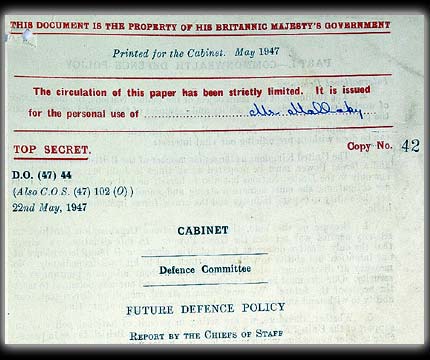 THIS DOCUMENT IS THE PROPERTY OF HIS BRITANNIC MAJESTY'S GOVERNMENT
Printed for the Cabinet. May 1947
The circulation of this paper has been strictly limited. It is issued
for the personal use of Mr. Mallaby
TOP SECRET. Copy No. 42
D.O. (47) 44
(Also C.O.S. (47) 102 (O))
22nd May, 1947
CABINET
Defence Committee
FUTURE DEFENCE POLICY
REPORT BY THE CHIEFS OF STAFF